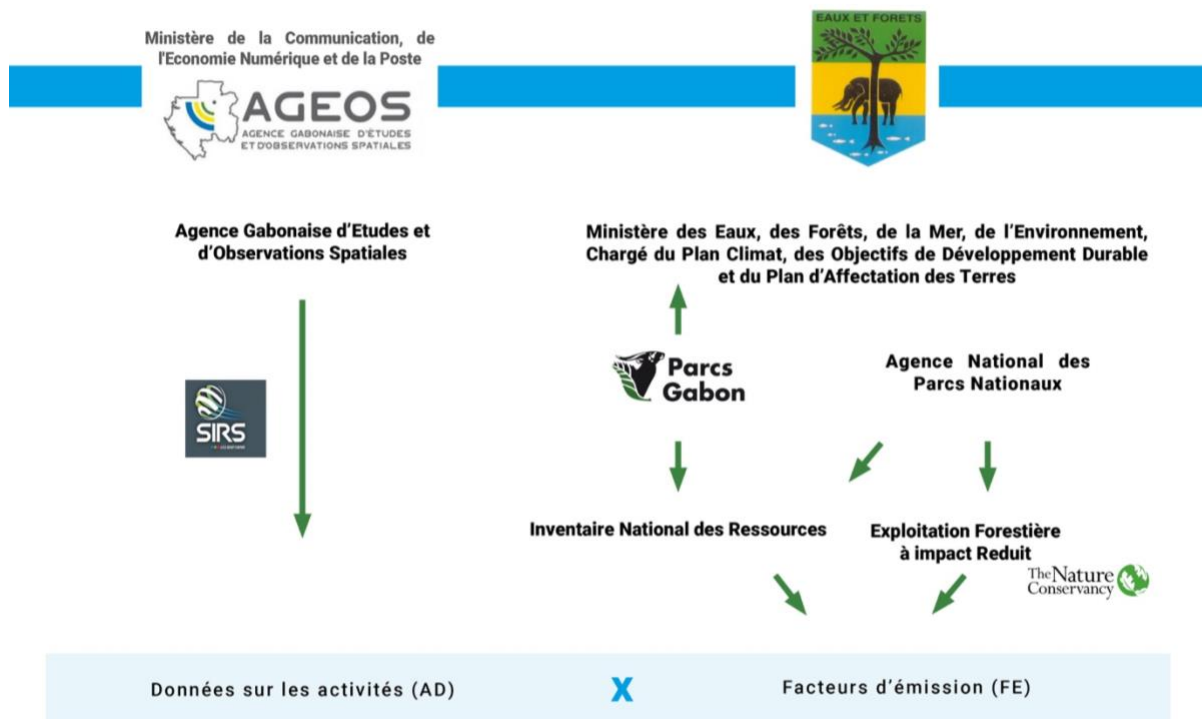 Ministère de la Communication, de
l'Economie Numérique et de la Poste
AGEOS
AGENCE GABONAISE D'ÉTUDES
ET D'OBSERVATIONS SPATIALES
EAUX ET FORETS
Agence Gabonaise d'Etudes et
d'Observations Spatiales
Ministère des Eaux, des Forêts, de la Mer, de l'Environnement,
Chargé du Plan Climat, des Objectifs de Développement Durable
et du Plan d'Affectation des Terres
Parcs
Gabon
Agence National des
Parcs Nationaux
SIRS
Inventaire National des Ressources
Exploitation Forestière
à impact Reduit
The Nature
Conservancy
Données sur les activités (AD)
X
Facteurs d'émission (FE)